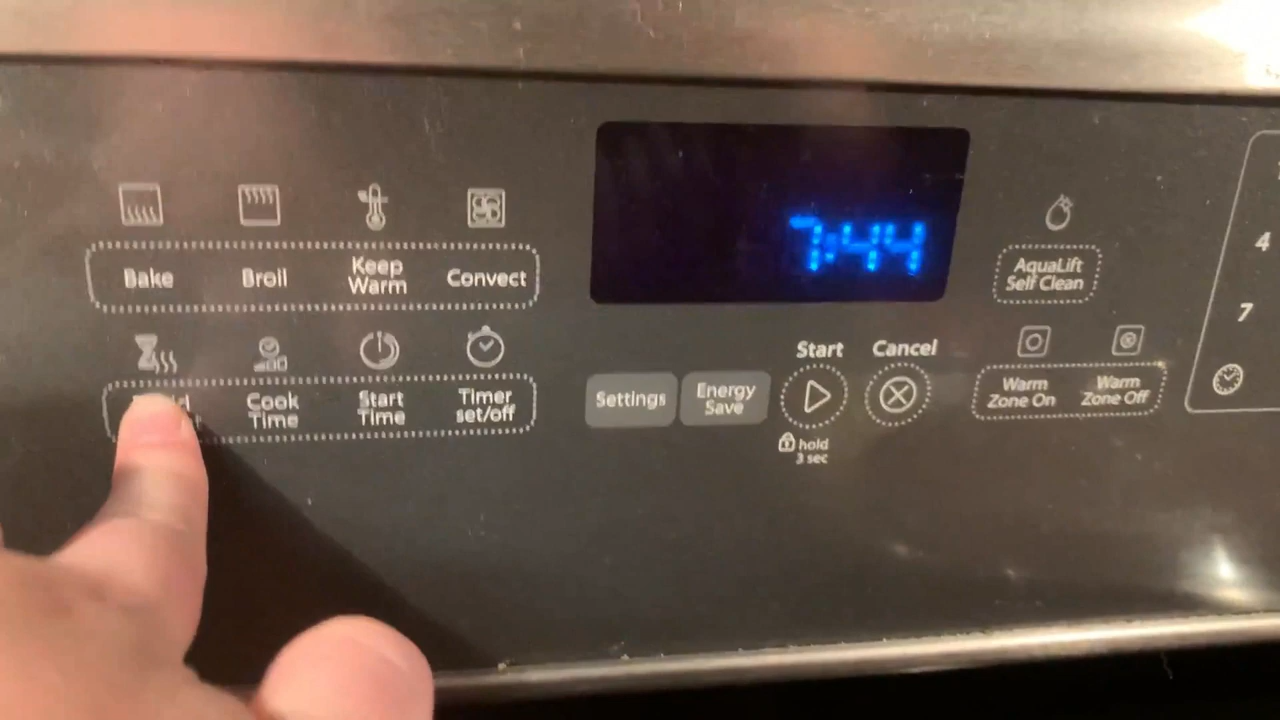 7:44
Bake
Broil
Keep
Warm
Convect
AquaLift
Self Clean
4
7
Cook
Time
Start
Time
Timer
set/off
Settings
Energy
Save
Start
Cancel
hold
3 sec
Warm
Zone On
Warm
Zone Off